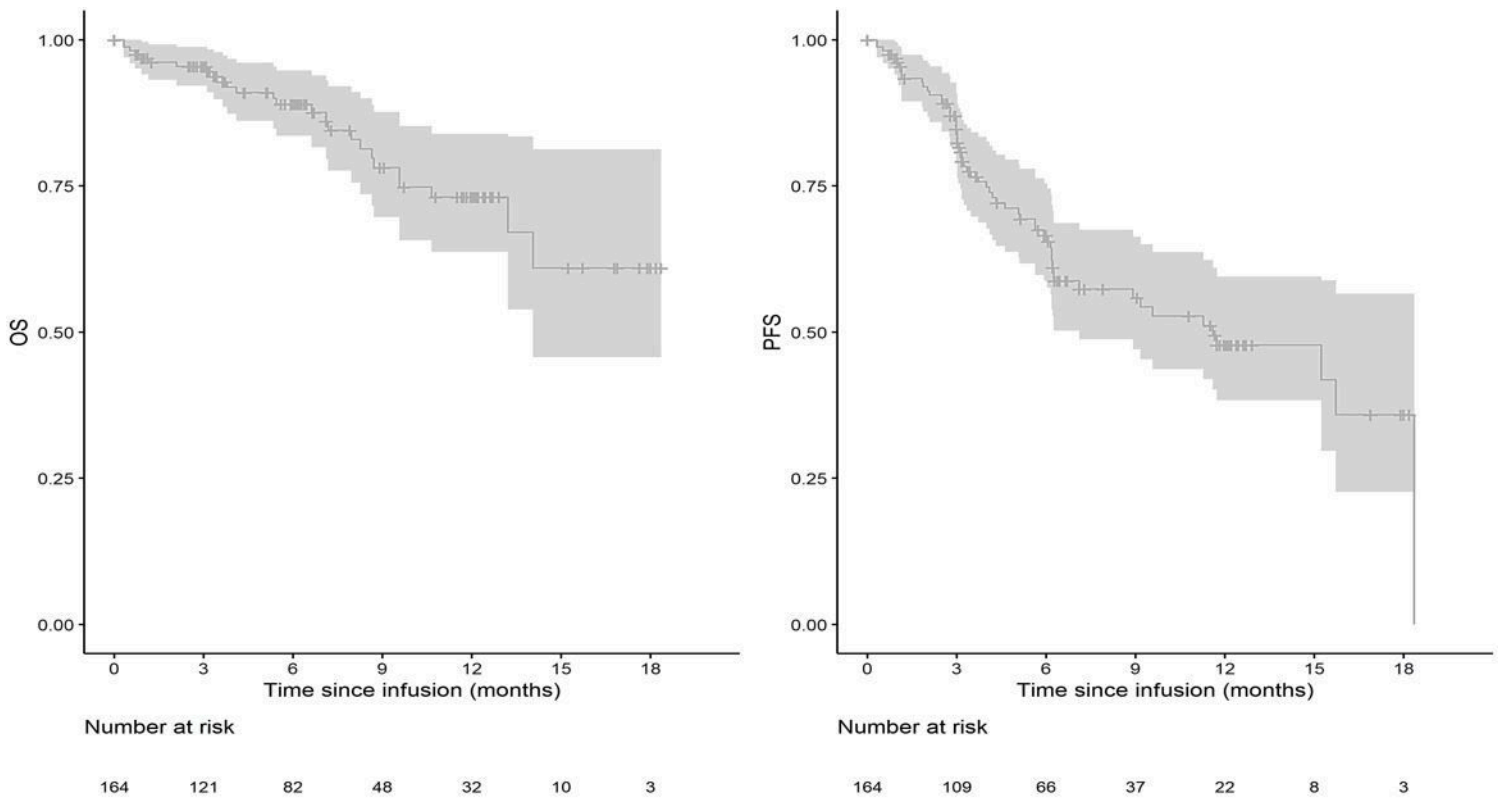 1.00
0.75
0.50
0.25
0.00
OS
0 3 6 9 12 15 18
Time since infusion (months)
Number at risk
164 121 82 48 32 10 3
1.00
0.75
0.50
0.25
0.00
PFS
0 3 6 9 12 15 18
Time since infusion (months)
Number at risk
164 109 66 37 22 8 3